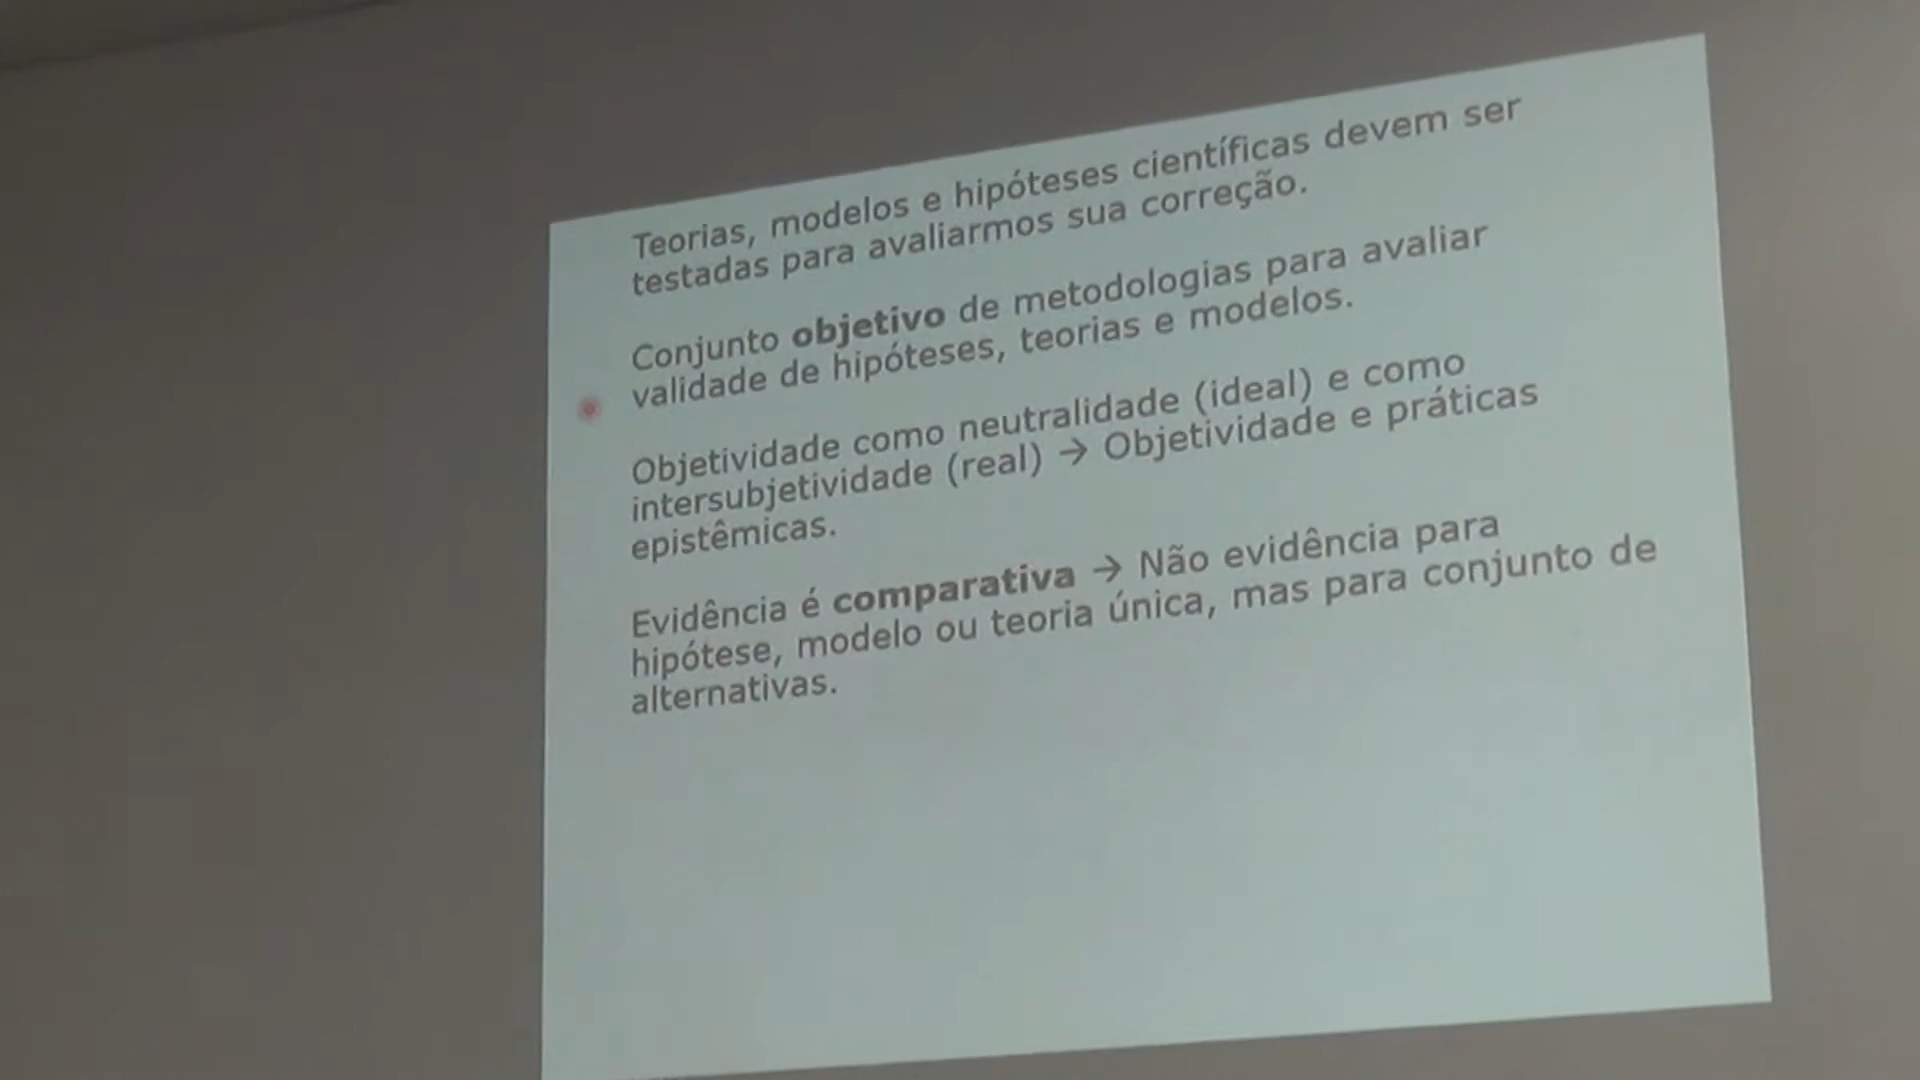 Teorias, modelos e hipóteses científicas devem ser
testadas para avaliarmos sua correção.
Conjunto objetivo de metodologias para avaliar
validade de hipóteses, teorias e modelos.
Objetividade como neutralidade (ideal) e como
intersubjetividade (real) → Objetividade e práticas
epistêmicas.
Evidência é comparativa → Não evidência para
hipótese, modelo ou teoria única, mas para conjunto de
alternativas.